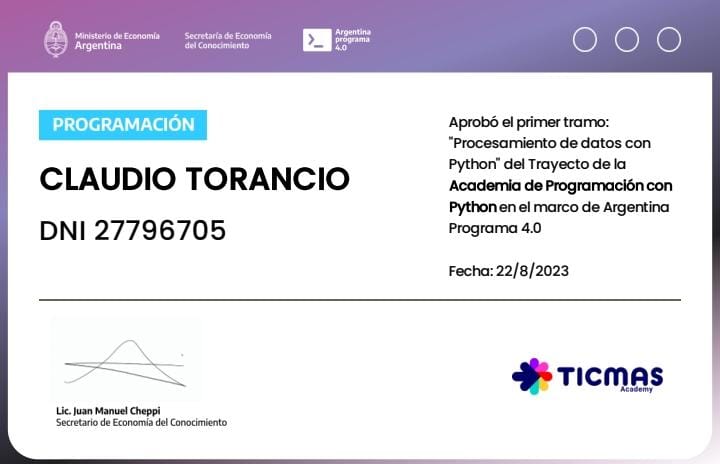 Ministerio de Economía
Argentina
Secretaría de Economía
del Conocimiento
Argentina
programa
4.0
PROGRAMACIÓN
CLAUDIO TORANCIO
DNI 27796705
Aprobó el primer tramo:
"Procesamiento de datos con
Python" del Trayecto de la
Academia de Programación con
Python en el marco de Argentina
Programa 4.0
Fecha: 22/8/2023
Lic. Juan Manuel Cheppi
Secretario de Economía del Conocimiento
TICMAS
Academy